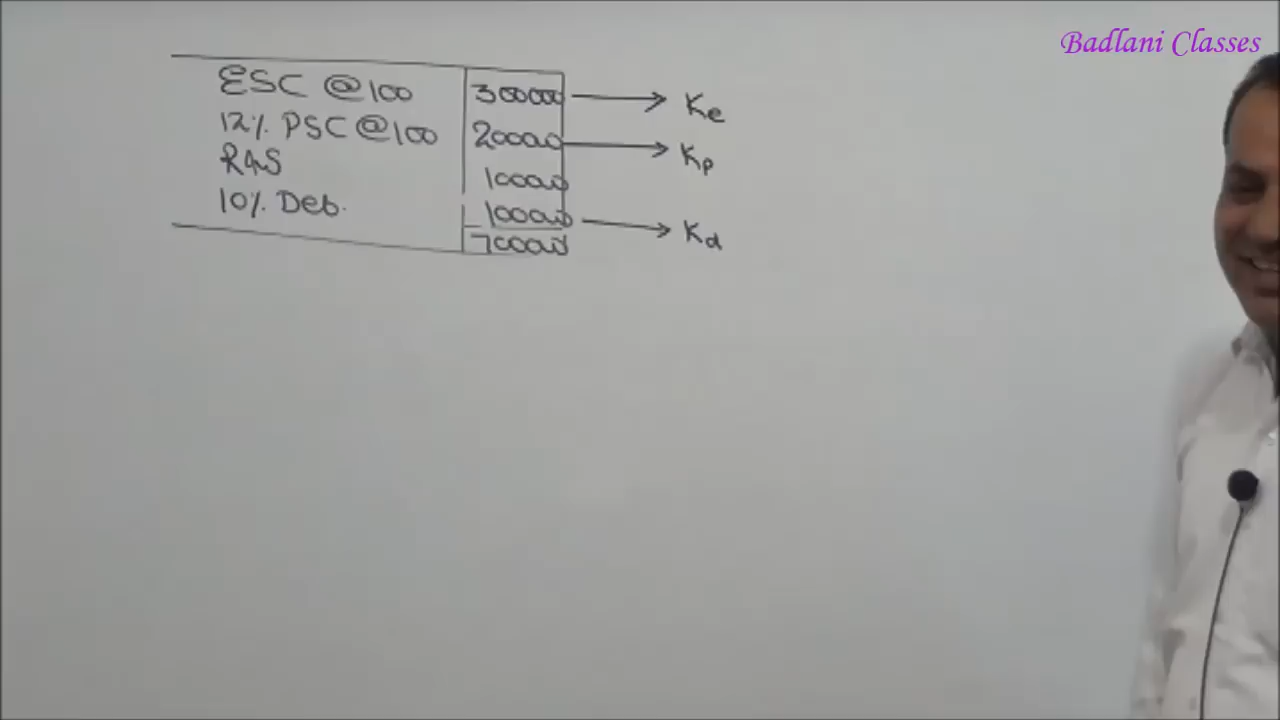 Badlani Classes
ESC @100 300000 → Ke
12% PSC @100 200000 → Kp
R&S 100000
10% Deb. 100000 → Kd
700000